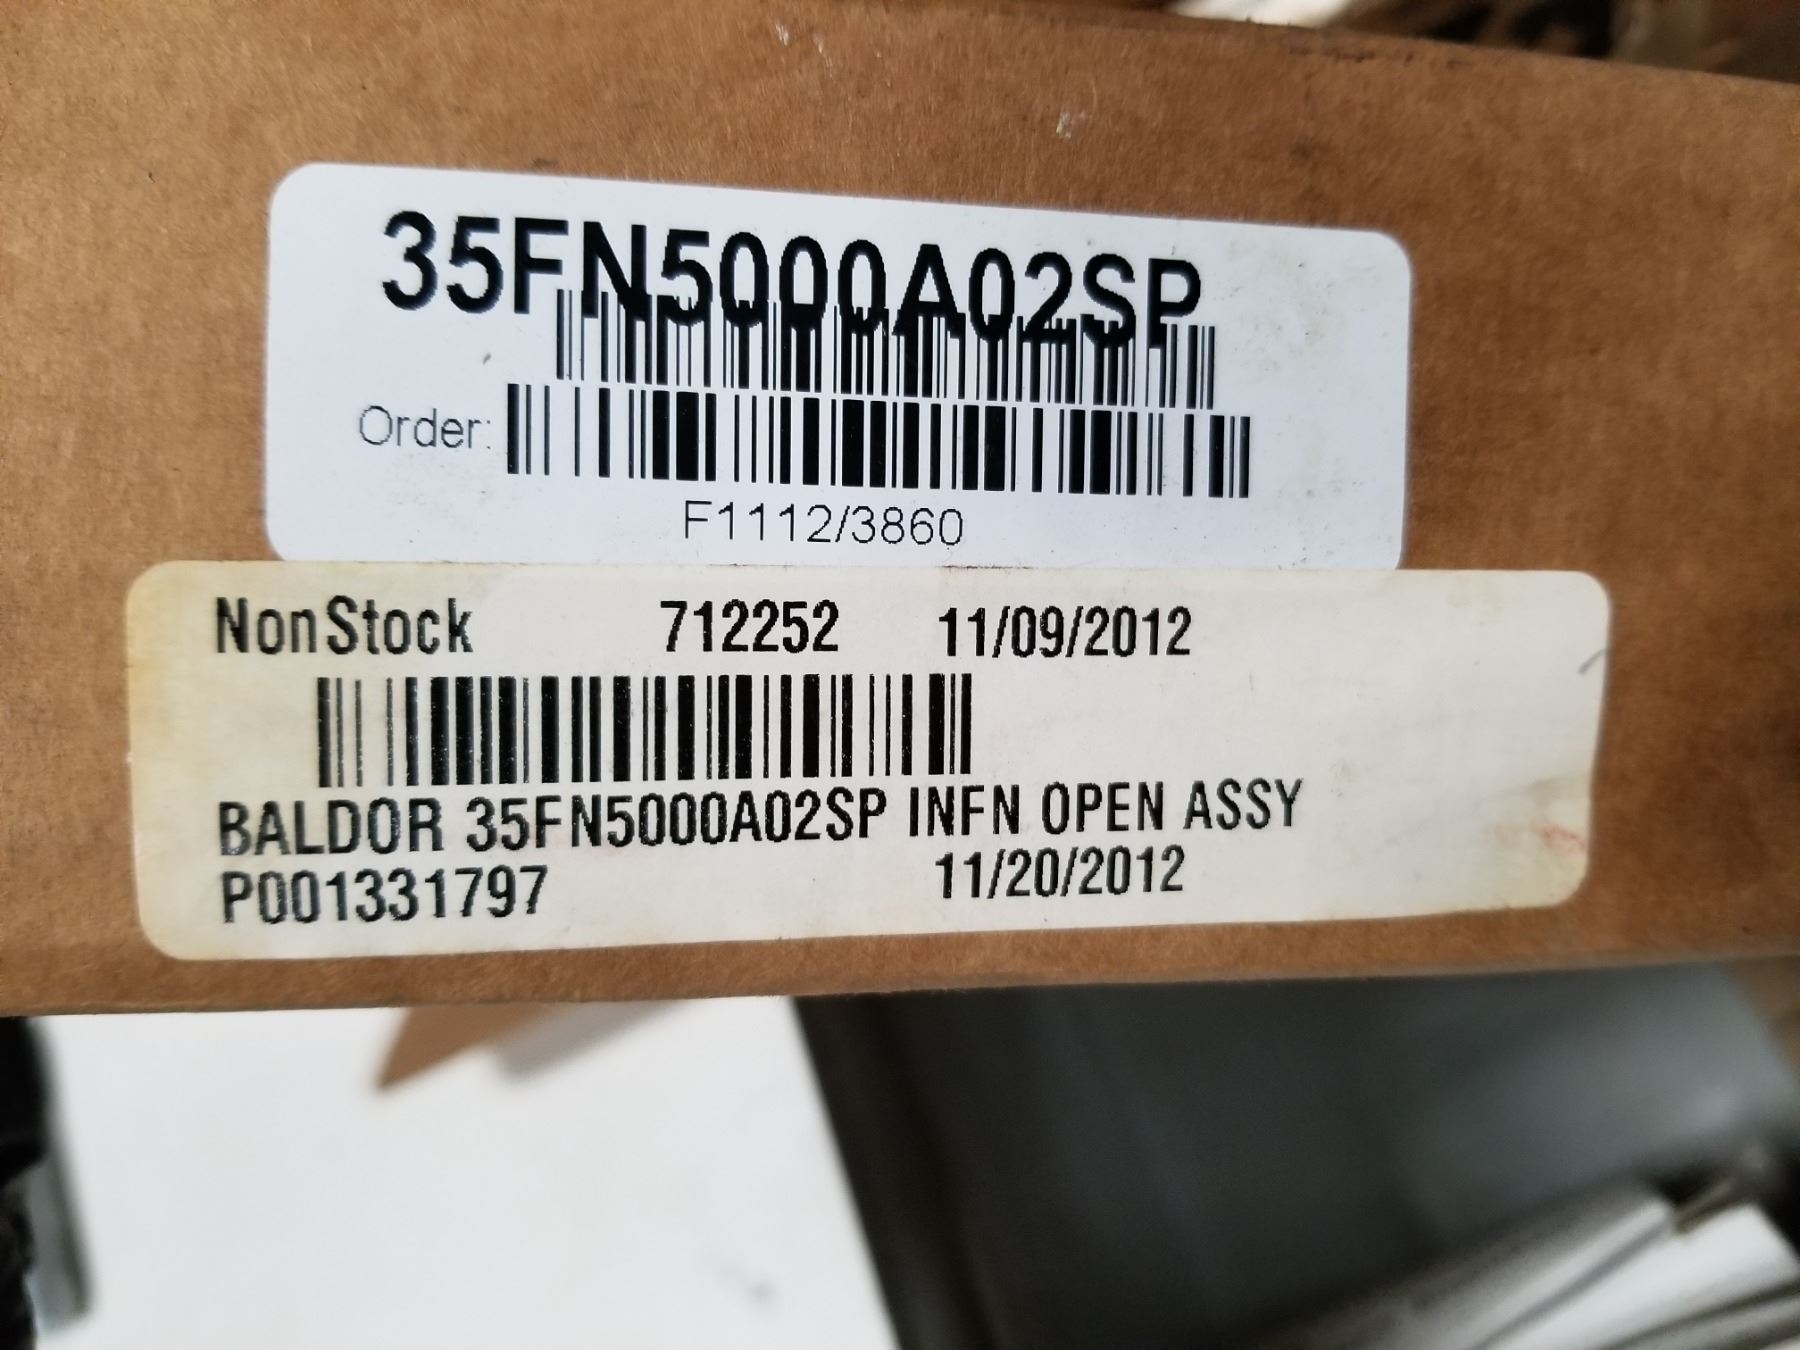 35FN5000A02SP
Order:
F1112/3860
NonStock 712252 11/09/2012
BALDOR 35FN5000A02SP INFN OPEN ASSY
P001331797 11/20/2012